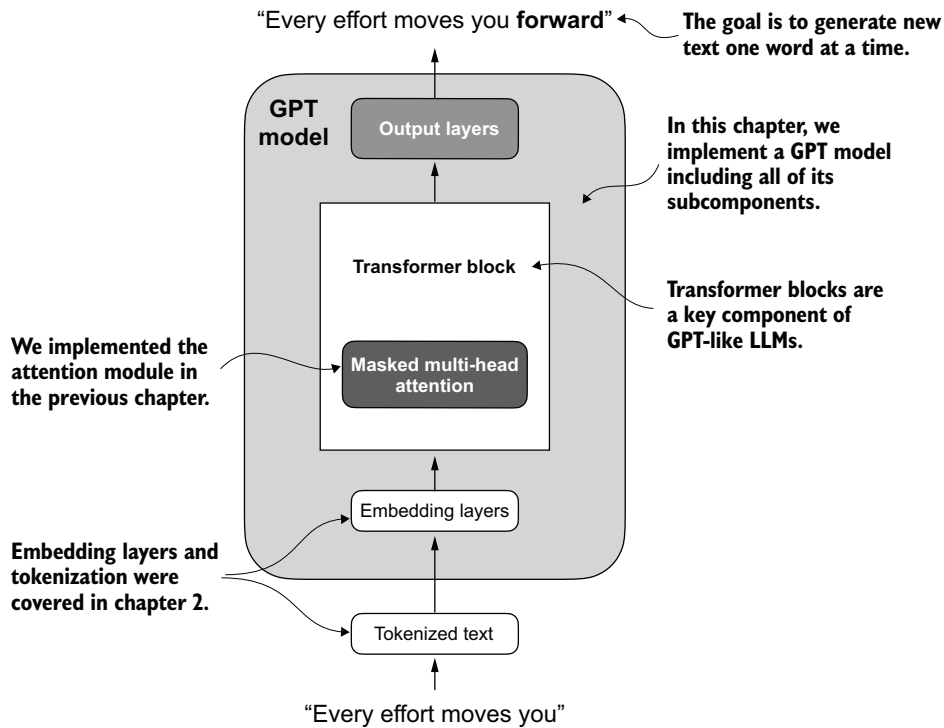 “Every effort moves you forward”
The goal is to generate new
text one word at a time.
GPT
model
Output layers
In this chapter, we
implement a GPT model
including all of its
subcomponents.
Transformer block
Transformer blocks are
a key component of
GPT-like LLMs.
We implemented the
attention module in
the previous chapter.
Masked multi-head
attention
Embedding layers
Embedding layers and
tokenization were
covered in chapter 2.
Tokenized text
“Every effort moves you”